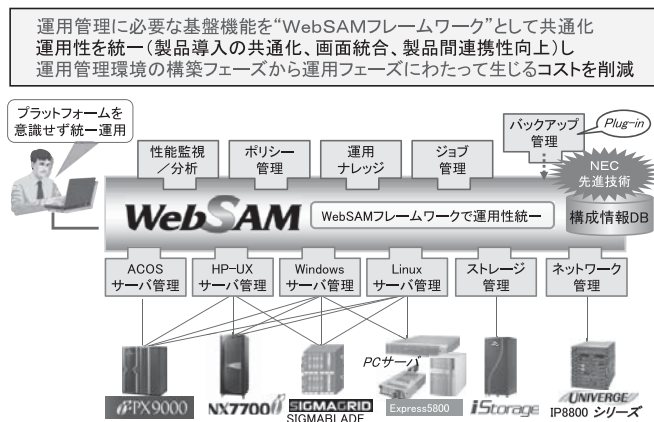 運用管理に必要な基盤機能を“WebSAMフレームワーク”として共通化
運用性を統一(製品導入の共通化、画面統合、製品間連携性向上)し
運用管理環境の構築フェーズから運用フェーズにわたって生じるコストを削減
プラットフォームを
意識せず統一運用
性能監視
/分析
ポリシー
管理
運用
ナレッジ
ジョブ
管理
バックアップ
管理
Plug-in
NEC
先進技術
WebSAM
WebSAMフレームワークで運用性統一
構成情報DB
ACOS
サーバ管理
HP-UX
サーバ管理
Windows
サーバ管理
Linux
サーバ管理
ストレージ
管理
ネットワーク
管理
PCサーバ
i-PX9000
NX7700i
SIGMAGRID
SIGMABLADE
Express5800
iStorage
UNIVERGE
IP8800 シリーズ